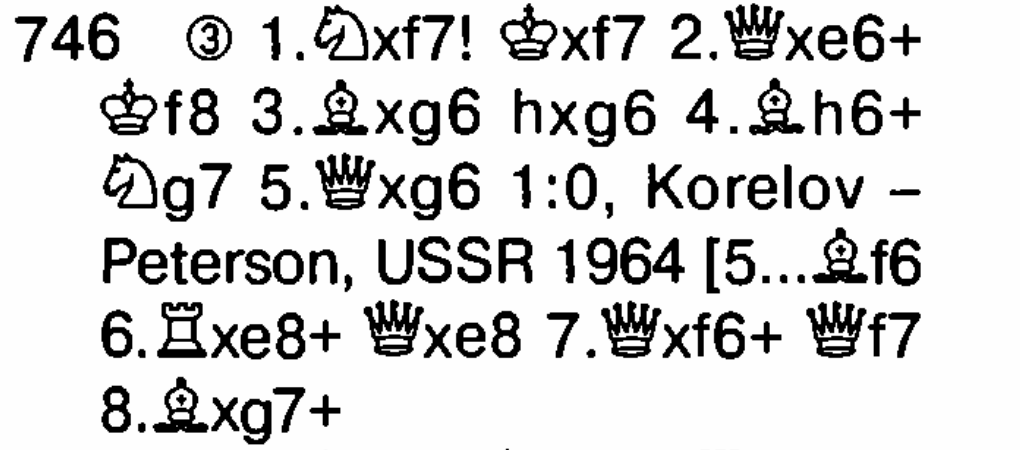 746 ③ 1.♘xf7! ♔xf7 2.♕xe6+
♔f8 3.♗xg6 hxg6 4.♗h6+
♘g7 5.♕xg6 1:0, Korelov –
Peterson, USSR 1964 [5...♗f6
6.♖xe8+ ♕xe8 7.♕xf6+ ♕f7
8.♗xg7+